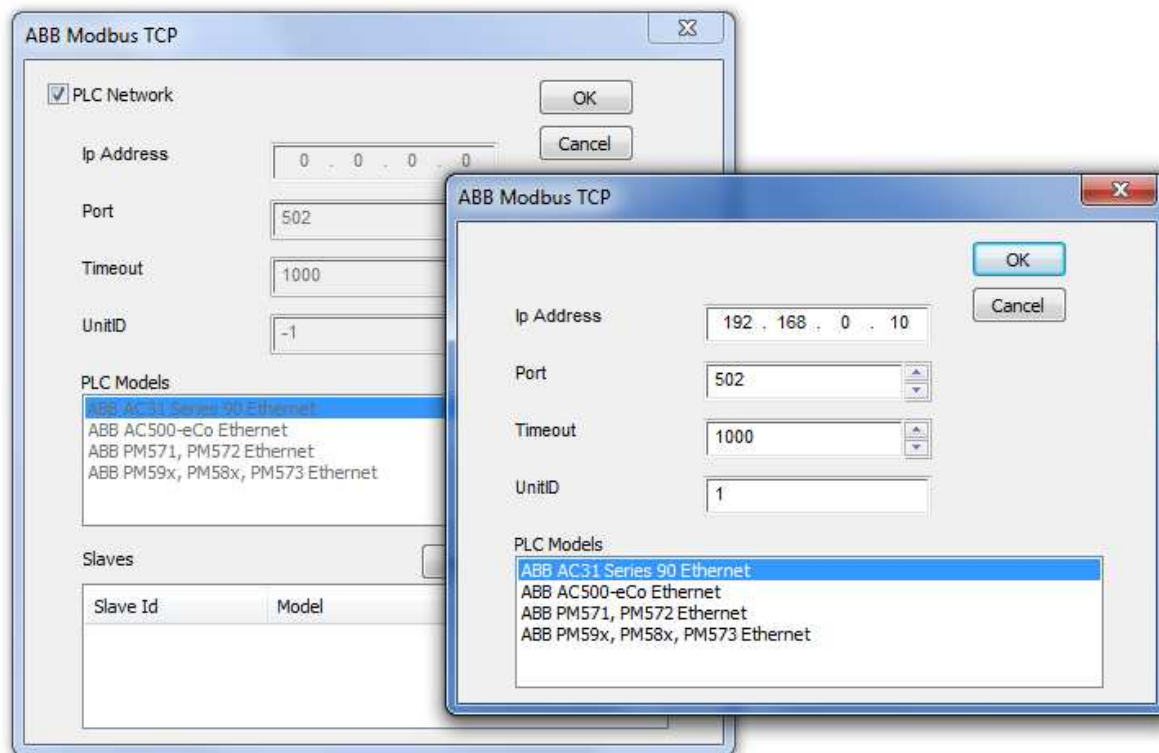 ABB Modbus TCP
PLC Network
OK
Cancel
Ip Address
0 . 0 . 0 . 0
Port
502
Timeout
1000
UnitID
-1
PLC Models
ABB AC31 Series 90 Ethernet
ABB AC500-eCo Ethernet
ABB PM571, PM572 Ethernet
ABB PM59x, PM58x, PM573 Ethernet
Slaves
Slave Id Model
ABB Modbus TCP
OK
Cancel
Ip Address
192 . 168 . 0 . 10
Port
502
Timeout
1000
UnitID
1
PLC Models
ABB AC31 Series 90 Ethernet
ABB AC500-eCo Ethernet
ABB PM571, PM572 Ethernet
ABB PM59x, PM58x, PM573 Ethernet